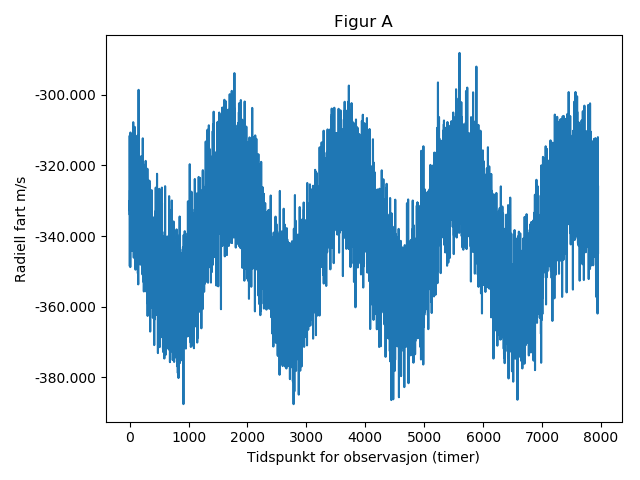 Figur A
Radiell fart m/s
-300.000
-320.000
-340.000
-360.000
-380.000
0 1000 2000 3000 4000 5000 6000 7000 8000
Tidspunkt for observasjon (timer)